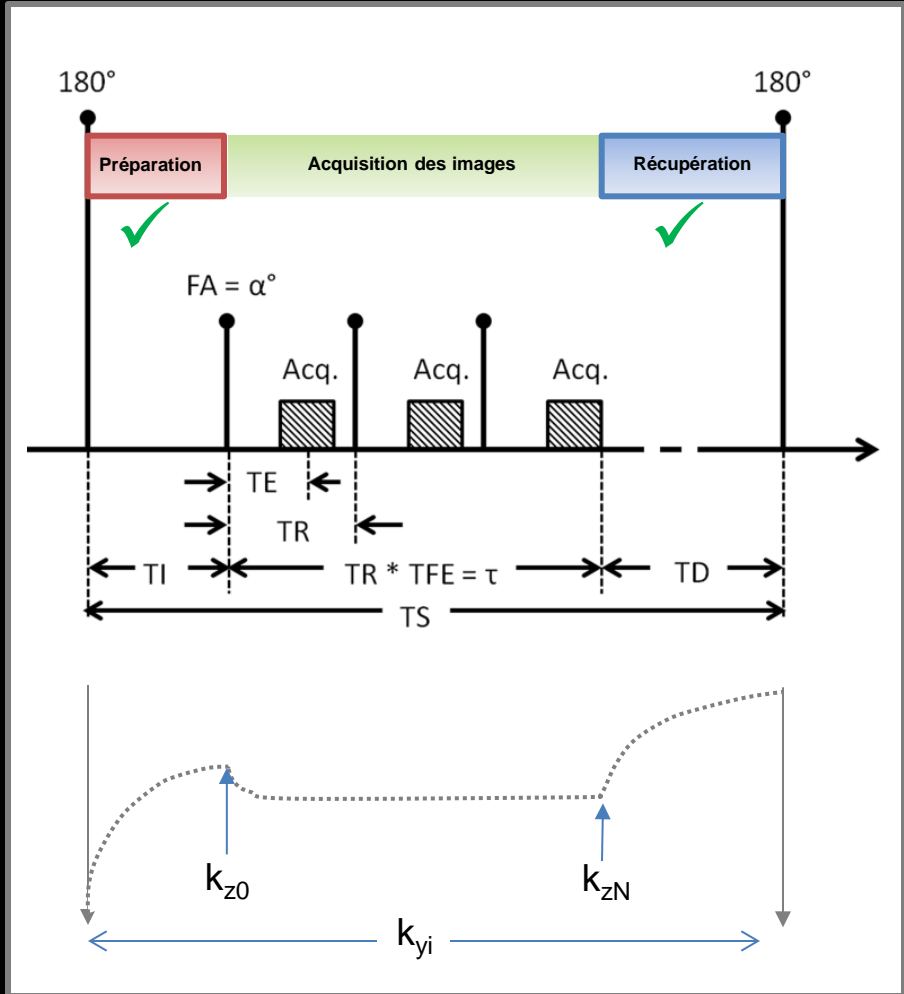 180°
180°
Préparation
Acquisition des images
Récupération
FA = α°
Acq.
Acq.
Acq.
TE
TR
TI
TR * TFE = τ
TD
TS
kz0
kzN
kyi